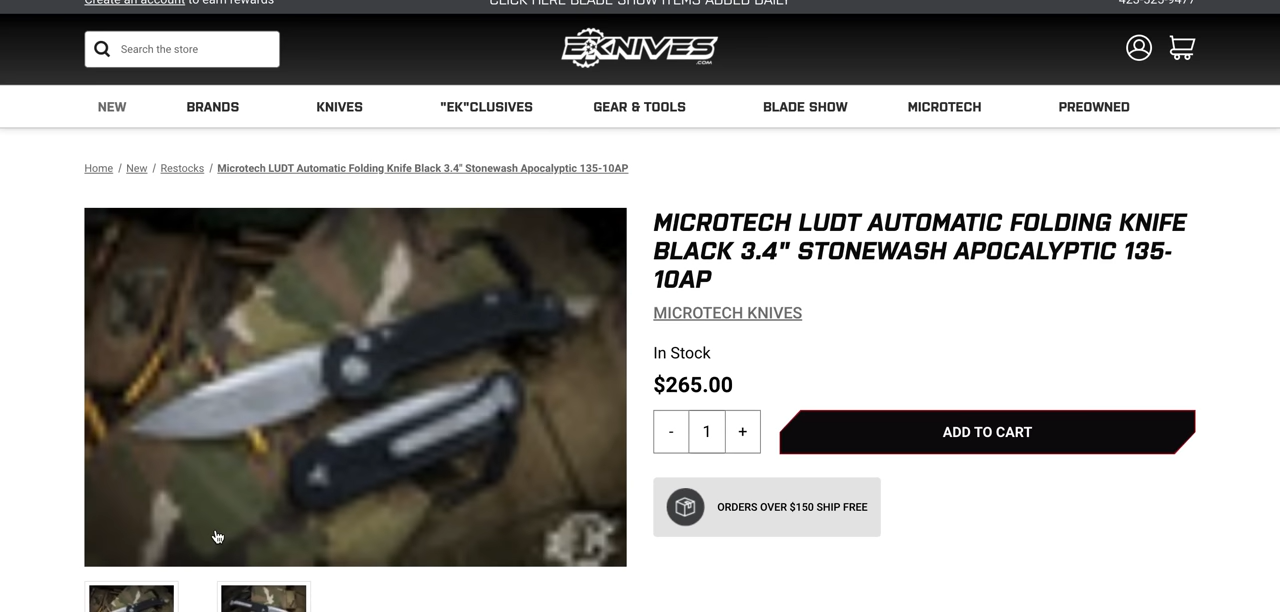 Create an account to earn rewards
CLICK HERE BLADE SHOW ITEMS ADDED DAILY
423-525-9477
Search the store
EKNIVES
.COM
NEW
BRANDS
KNIVES
"EK"CLUSIVES
GEAR & TOOLS
BLADE SHOW
MICROTECH
PREOWNED
Home / New / Restocks / Microtech LUDT Automatic Folding Knife Black 3.4" Stonewash Apocalyptic 135-10AP
MICROTECH LUDT AUTOMATIC FOLDING KNIFE
BLACK 3.4" STONEWASH APOCALYPTIC 135-
10AP
MICROTECH KNIVES
In Stock
$265.00
- 1 +
ADD TO CART
ORDERS OVER $150 SHIP FREE